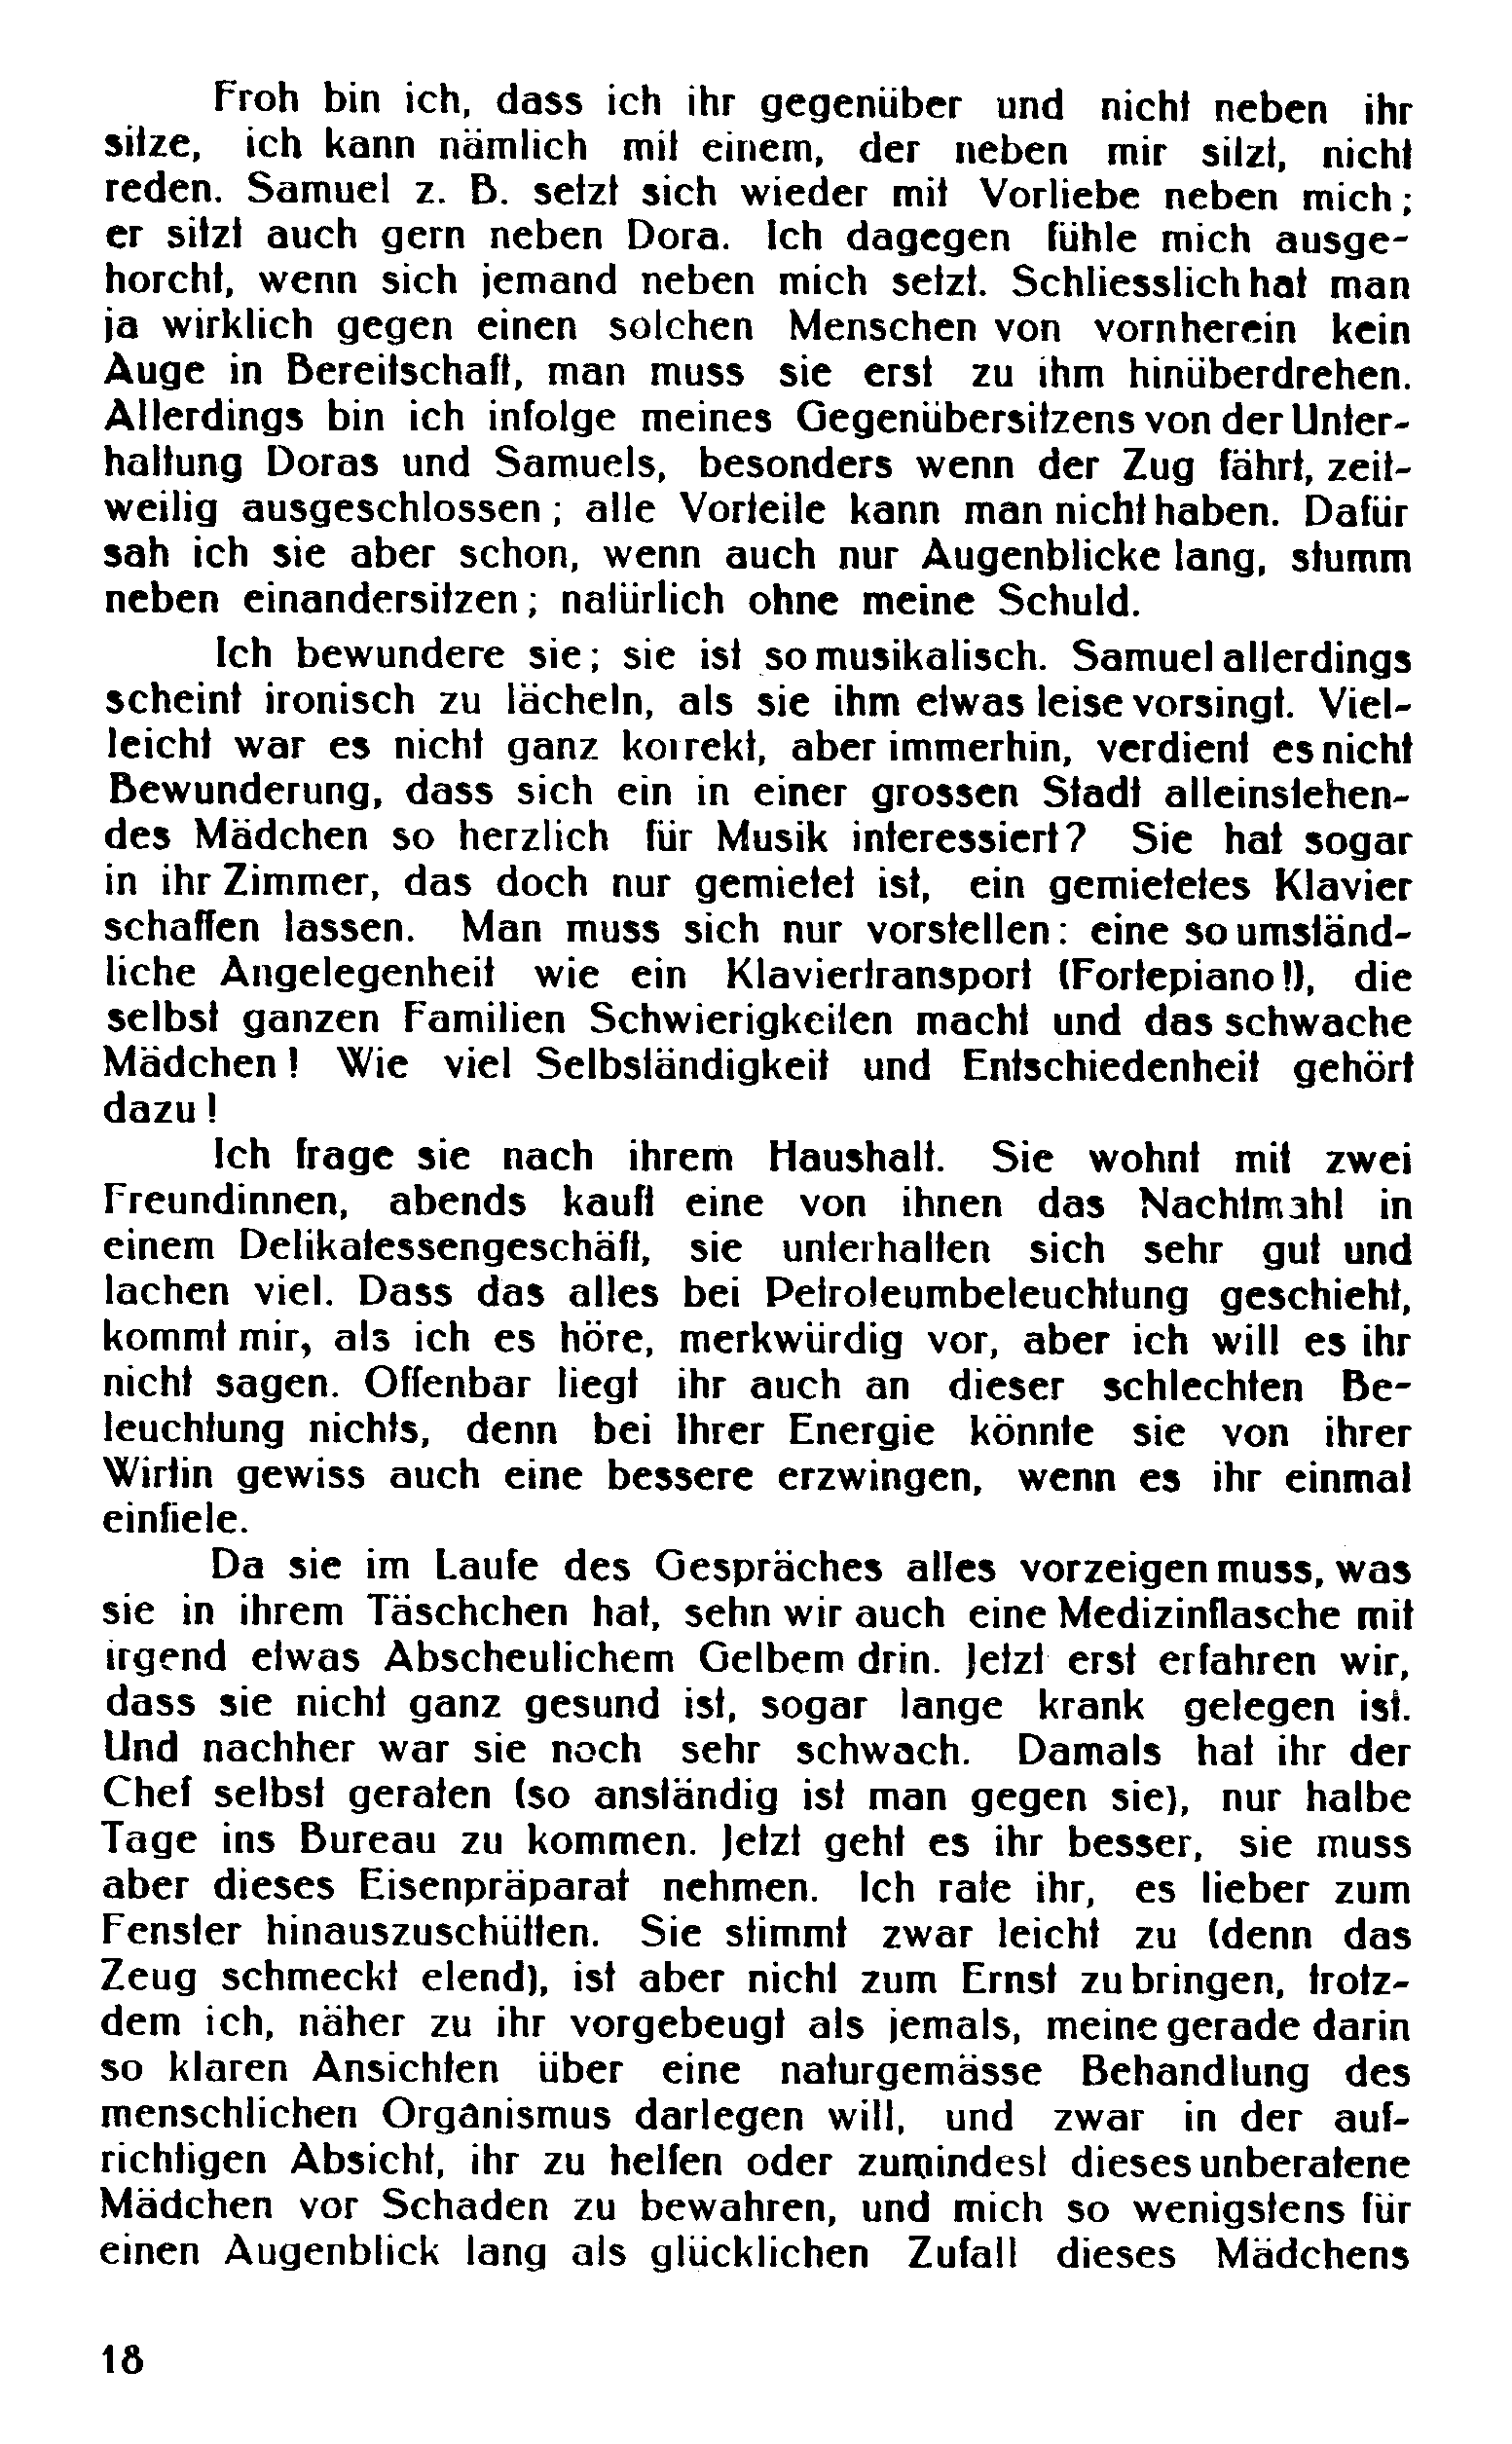 Froh bin ich, dass ich ihr gegenüber und nicht neben ihr
sitze, ich kann nämlich mit einem, der neben mir sitzt, nicht
reden. Samuel z. B. setzt sich wieder mit Vorliebe neben mich;
er sitzt auch gern neben Dora. Ich dagegen fühle mich ausge-
horcht, wenn sich jemand neben mich setzt. Schliesslich hat man
ja wirklich gegen einen solchen Menschen von vornherein kein
Auge in Bereitschaft, man muss sie erst zu ihm hinüberdrehen.
Allerdings bin ich infolge meines Gegenübersitzens von der Unter-
haltung Doras und Samuels, besonders wenn der Zug fährt, zeit-
weilig ausgeschlossen; alle Vorteile kann man nicht haben. Dafür
sah ich sie aber schon, wenn auch nur Augenblicke lang, stumm
neben einandersitzen; natürlich ohne meine Schuld.
Ich bewundere sie; sie ist so musikalisch. Samuel allerdings
scheint ironisch zu lächeln, als sie ihm etwas leise vorsingt. Viel-
leicht war es nicht ganz korrekt, aber immerhin, verdient es nicht
Bewunderung, dass sich ein in einer grossen Stadt alleinstehen-
des Mädchen so herzlich für Musik interessiert? Sie hat sogar
in ihr Zimmer, das doch nur gemietet ist, ein gemietetes Klavier
schaffen lassen. Man muss sich nur vorstellen: eine so umständ-
liche Angelegenheit wie ein Klaviertransport (Fortepiano!), die
selbst ganzen Familien Schwierigkeiten macht und das schwache
Mädchen! Wie viel Selbständigkeit und Entschiedenheit gehört
dazu!
Ich frage sie nach ihrem Haushalt. Sie wohnt mit zwei
Freundinnen, abends kauft eine von ihnen das Nachtmahl in
einem Delikatessengeschäft, sie unterhalten sich sehr gut und
lachen viel. Dass das alles bei Petroleumbeleuchtung geschieht,
kommt mir, als ich es höre, merkwürdig vor, aber ich will es ihr
nicht sagen. Offenbar liegt ihr auch an dieser schlechten Be-
leuchtung nichts, denn bei Ihrer Energie könnte sie von ihrer
Wirtin gewiss auch eine bessere erzwingen, wenn es ihr einmal
einfiele.
Da sie im Laufe des Gespräches alles vorzeigen muss, was
sie in ihrem Täschchen hat, sehn wir auch eine Medizinflasche mit
irgend etwas Abscheulichem Gelbem drin. Jetzt erst erfahren wir,
dass sie nicht ganz gesund ist, sogar lange krank gelegen ist.
Und nachher war sie noch sehr schwach. Damals hat ihr der
Chef selbst geraten (so anständig ist man gegen sie), nur halbe
Tage ins Bureau zu kommen. Jetzt geht es ihr besser, sie muss
aber dieses Eisenpräparat nehmen. Ich rate ihr, es lieber zum
Fenster hinauszuschütten. Sie stimmt zwar leicht zu (denn das
Zeug schmeckt elend), ist aber nicht zum Ernst zu bringen, trotz-
dem ich, näher zu ihr vorgebeugt als jemals, meine gerade darin
so klaren Ansichten über eine naturgemässe Behandlung des
menschlichen Organismus darlegen will, und zwar in der auf-
richtigen Absicht, ihr zu helfen oder zumindest dieses unberatene
Mädchen vor Schaden zu bewahren, und mich so wenigstens für
einen Augenblick lang als glücklichen Zufall dieses Mädchens
18